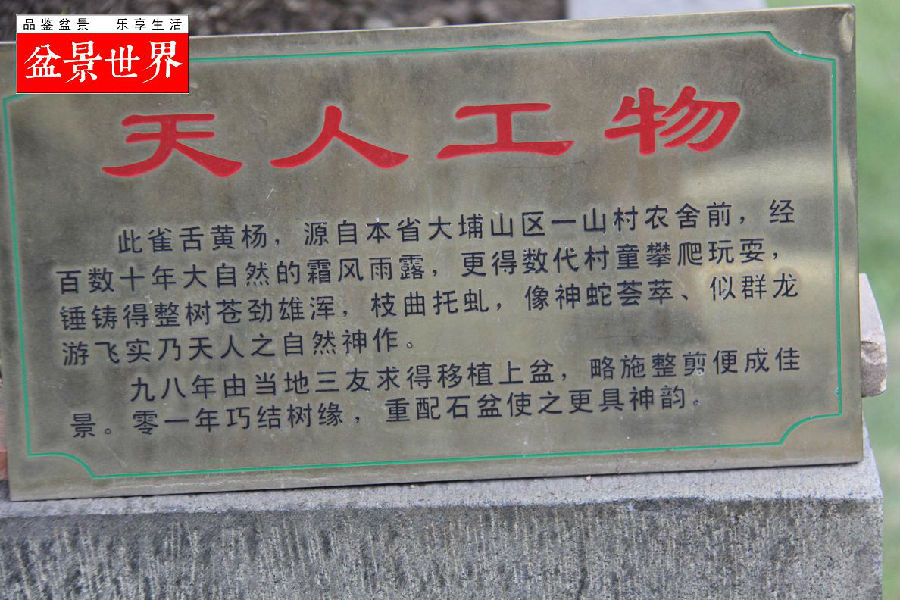 品鉴盆景 乐享生活
盆景世界
天人工物
此雀舌黄杨，源自本省大埔山区一山村农舍前，经
百数十年大自然的霜风雨露，更得数代村童攀爬玩耍，
锤铸得整树苍劲雄浑，枝曲托虬，像神蛇荟萃、似群龙
游飞实乃天人之自然神作。
九八年由当地三友求得移植上盆，略施整剪便成佳
景。零一年巧结树缘，重配石盆使之更具神韵。